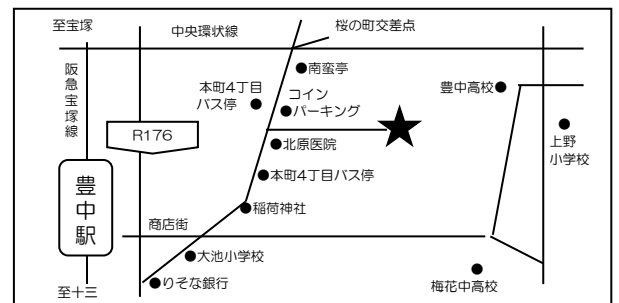 至宝塚
中央環状線
桜の町交差点
阪急宝塚線
南蛮亭
本町4丁目
バス停
コイン
パーキング
豊中高校
R176
北原医院
上野
小学校
本町4丁目バス停
豊中駅
稲荷神社
商店街
大池小学校
りそな銀行
梅花中高校
至十三